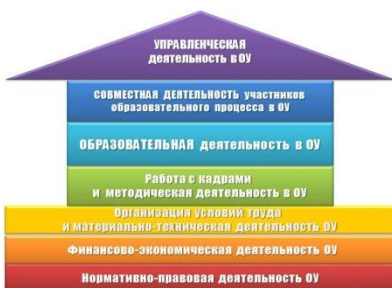 УПРАВЛЕНЧЕСКАЯ
деятельность в ОУ
СОВМЕСТНАЯ ДЕЯТЕЛЬНОСТЬ участников
образовательного процесса в ОУ
ОБРАЗОВАТЕЛЬНАЯ деятельность в ОУ
Работа с кадрами
и методическая деятельность в ОУ
Организация условий труда
и материально-техническая деятельность ОУ
Финансово-экономическая деятельность ОУ
Нормативно-правовая деятельность ОУ